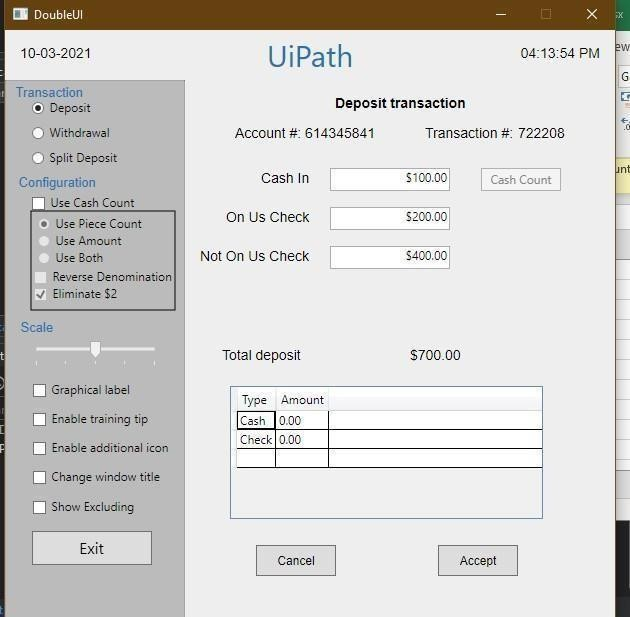 DoubleUI
10-03-2021
UiPath
04:13:54 PM
Transaction
Deposit
Withdrawal
Split Deposit
Configuration
Use Cash Count
Use Piece Count
Use Amount
Use Both
Reverse Denomination
Eliminate $2
Scale
Graphical label
Enable training tip
Enable additional icon
Change window title
Show Excluding
Exit
Deposit transaction
Account #: 614345841 Transaction #: 722208
Cash In $100.00 Cash Count
On Us Check $200.00
Not On Us Check $400.00
Total deposit $700.00
Type Amount
Cash 0.00
Check 0.00
Cancel Accept